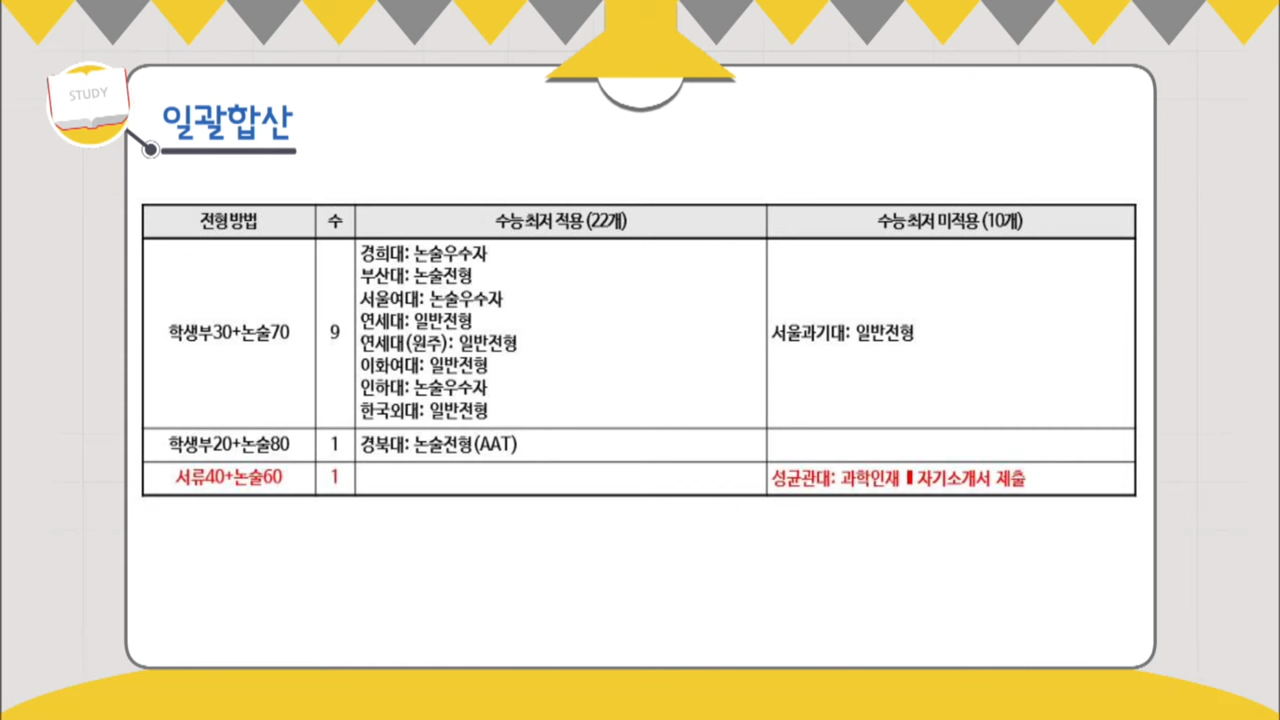 STUDY
일괄합산
전형방법 수 수능최저 적용 (22개) 수능최저 미적용 (10개)
학생부30+논술70 9
경희대: 논술우수자
부산대: 논술전형
서울여대: 논술우수자
연세대: 일반전형
연세대(원주): 일반전형
이화여대: 일반전형
인하대: 논술우수자
한국외대: 일반전형
서울과기대: 일반전형
학생부20+논술80 1 경북대: 논술전형(AAT)
서류40+논술60 1 성균관대: 과학인재 ▮자기소개서 제출